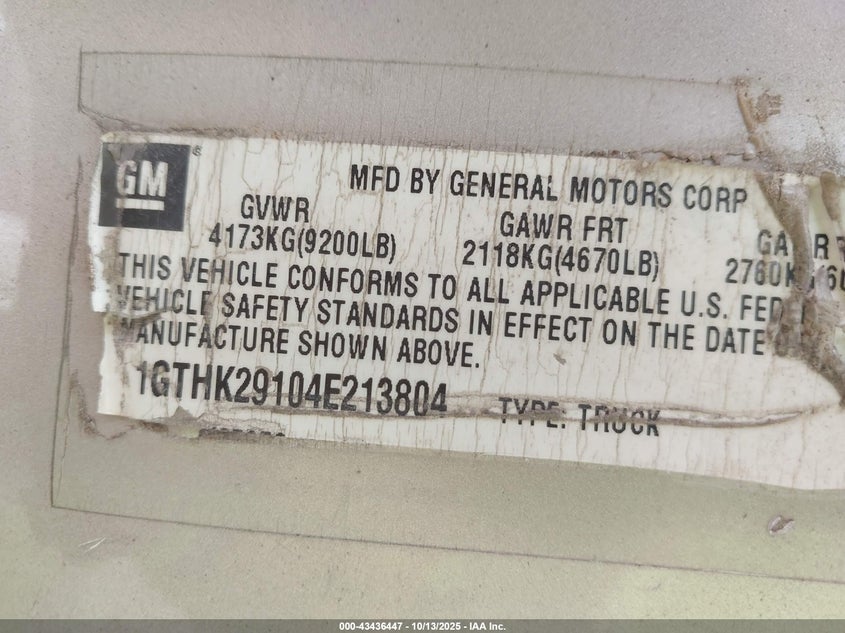 GM ®
MFD BY GENERAL MOTORS CORP
GVWR GAWR FRT
4173KG(9200LB) 2118KG(4670LB)
THIS VEHICLE CONFORMS TO ALL APPLICABLE U.S.
VEHICLE SAFETY STANDARDS IN EFFECT ON THE DATE
MANUFACTURE SHOWN ABOVE.
1GTHK29104E213804 TYPE: TRUCK
000-43436447 - 10/13/2025 - IAA Inc.